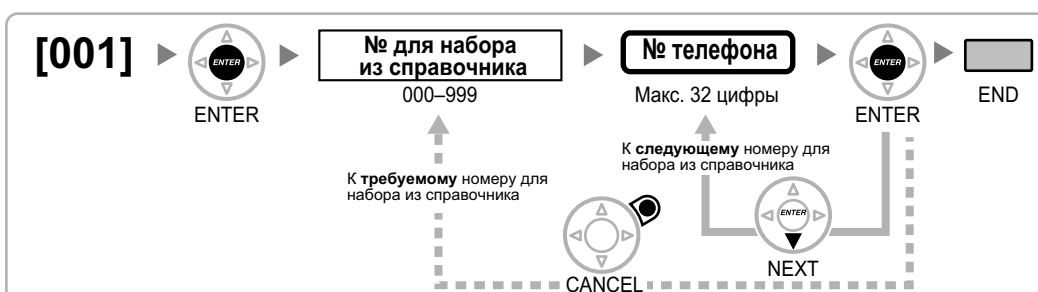 [001]
ENTER
ENTER
№ для набора
из справочника
000–999
№ телефона
Макс. 32 цифры
ENTER
ENTER
END
К требуемому номеру для
набора из справочника
К следующему номеру для
набора из справочника
CANCEL
ENTER
NEXT